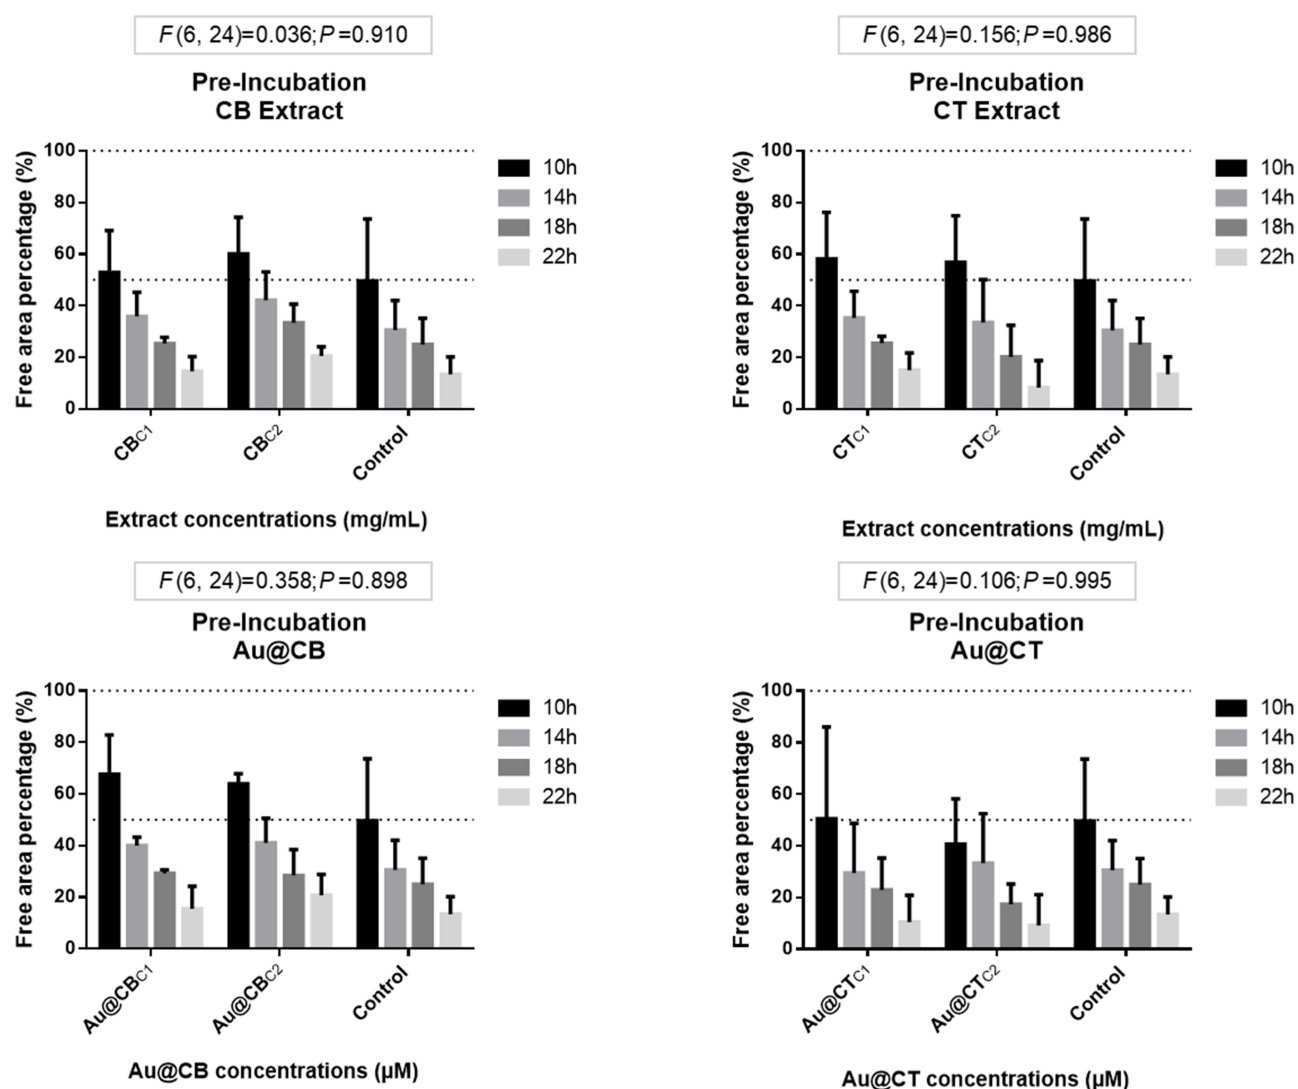 F(6, 24)=0.036;P=0.910
Pre-Incubation
CB Extract
Free area percentage (%)
100
80
60
40
20
0
10h
14h
18h
22h
CBC1
CBC2
Control
Extract concentrations (mg/mL)
F(6, 24)=0.156;P=0.986
Pre-Incubation
CT Extract
Free area percentage (%)
100
80
60
40
20
0
10h
14h
18h
22h
CTC1
CTC2
Control
Extract concentrations (mg/mL)
F(6, 24)=0.358;P=0.898
Pre-Incubation
Au@CB
Free area percentage (%)
100
80
60
40
20
0
10h
14h
18h
22h
Au@CBC1
Au@CBC2
Control
Au@CB concentrations (µM)
F(6, 24)=0.106;P=0.995
Pre-Incubation
Au@CT
Free area percentage (%)
100
80
60
40
20
0
10h
14h
18h
22h
Au@CTC1
Au@CTC2
Control
Au@CT concentrations (µM)